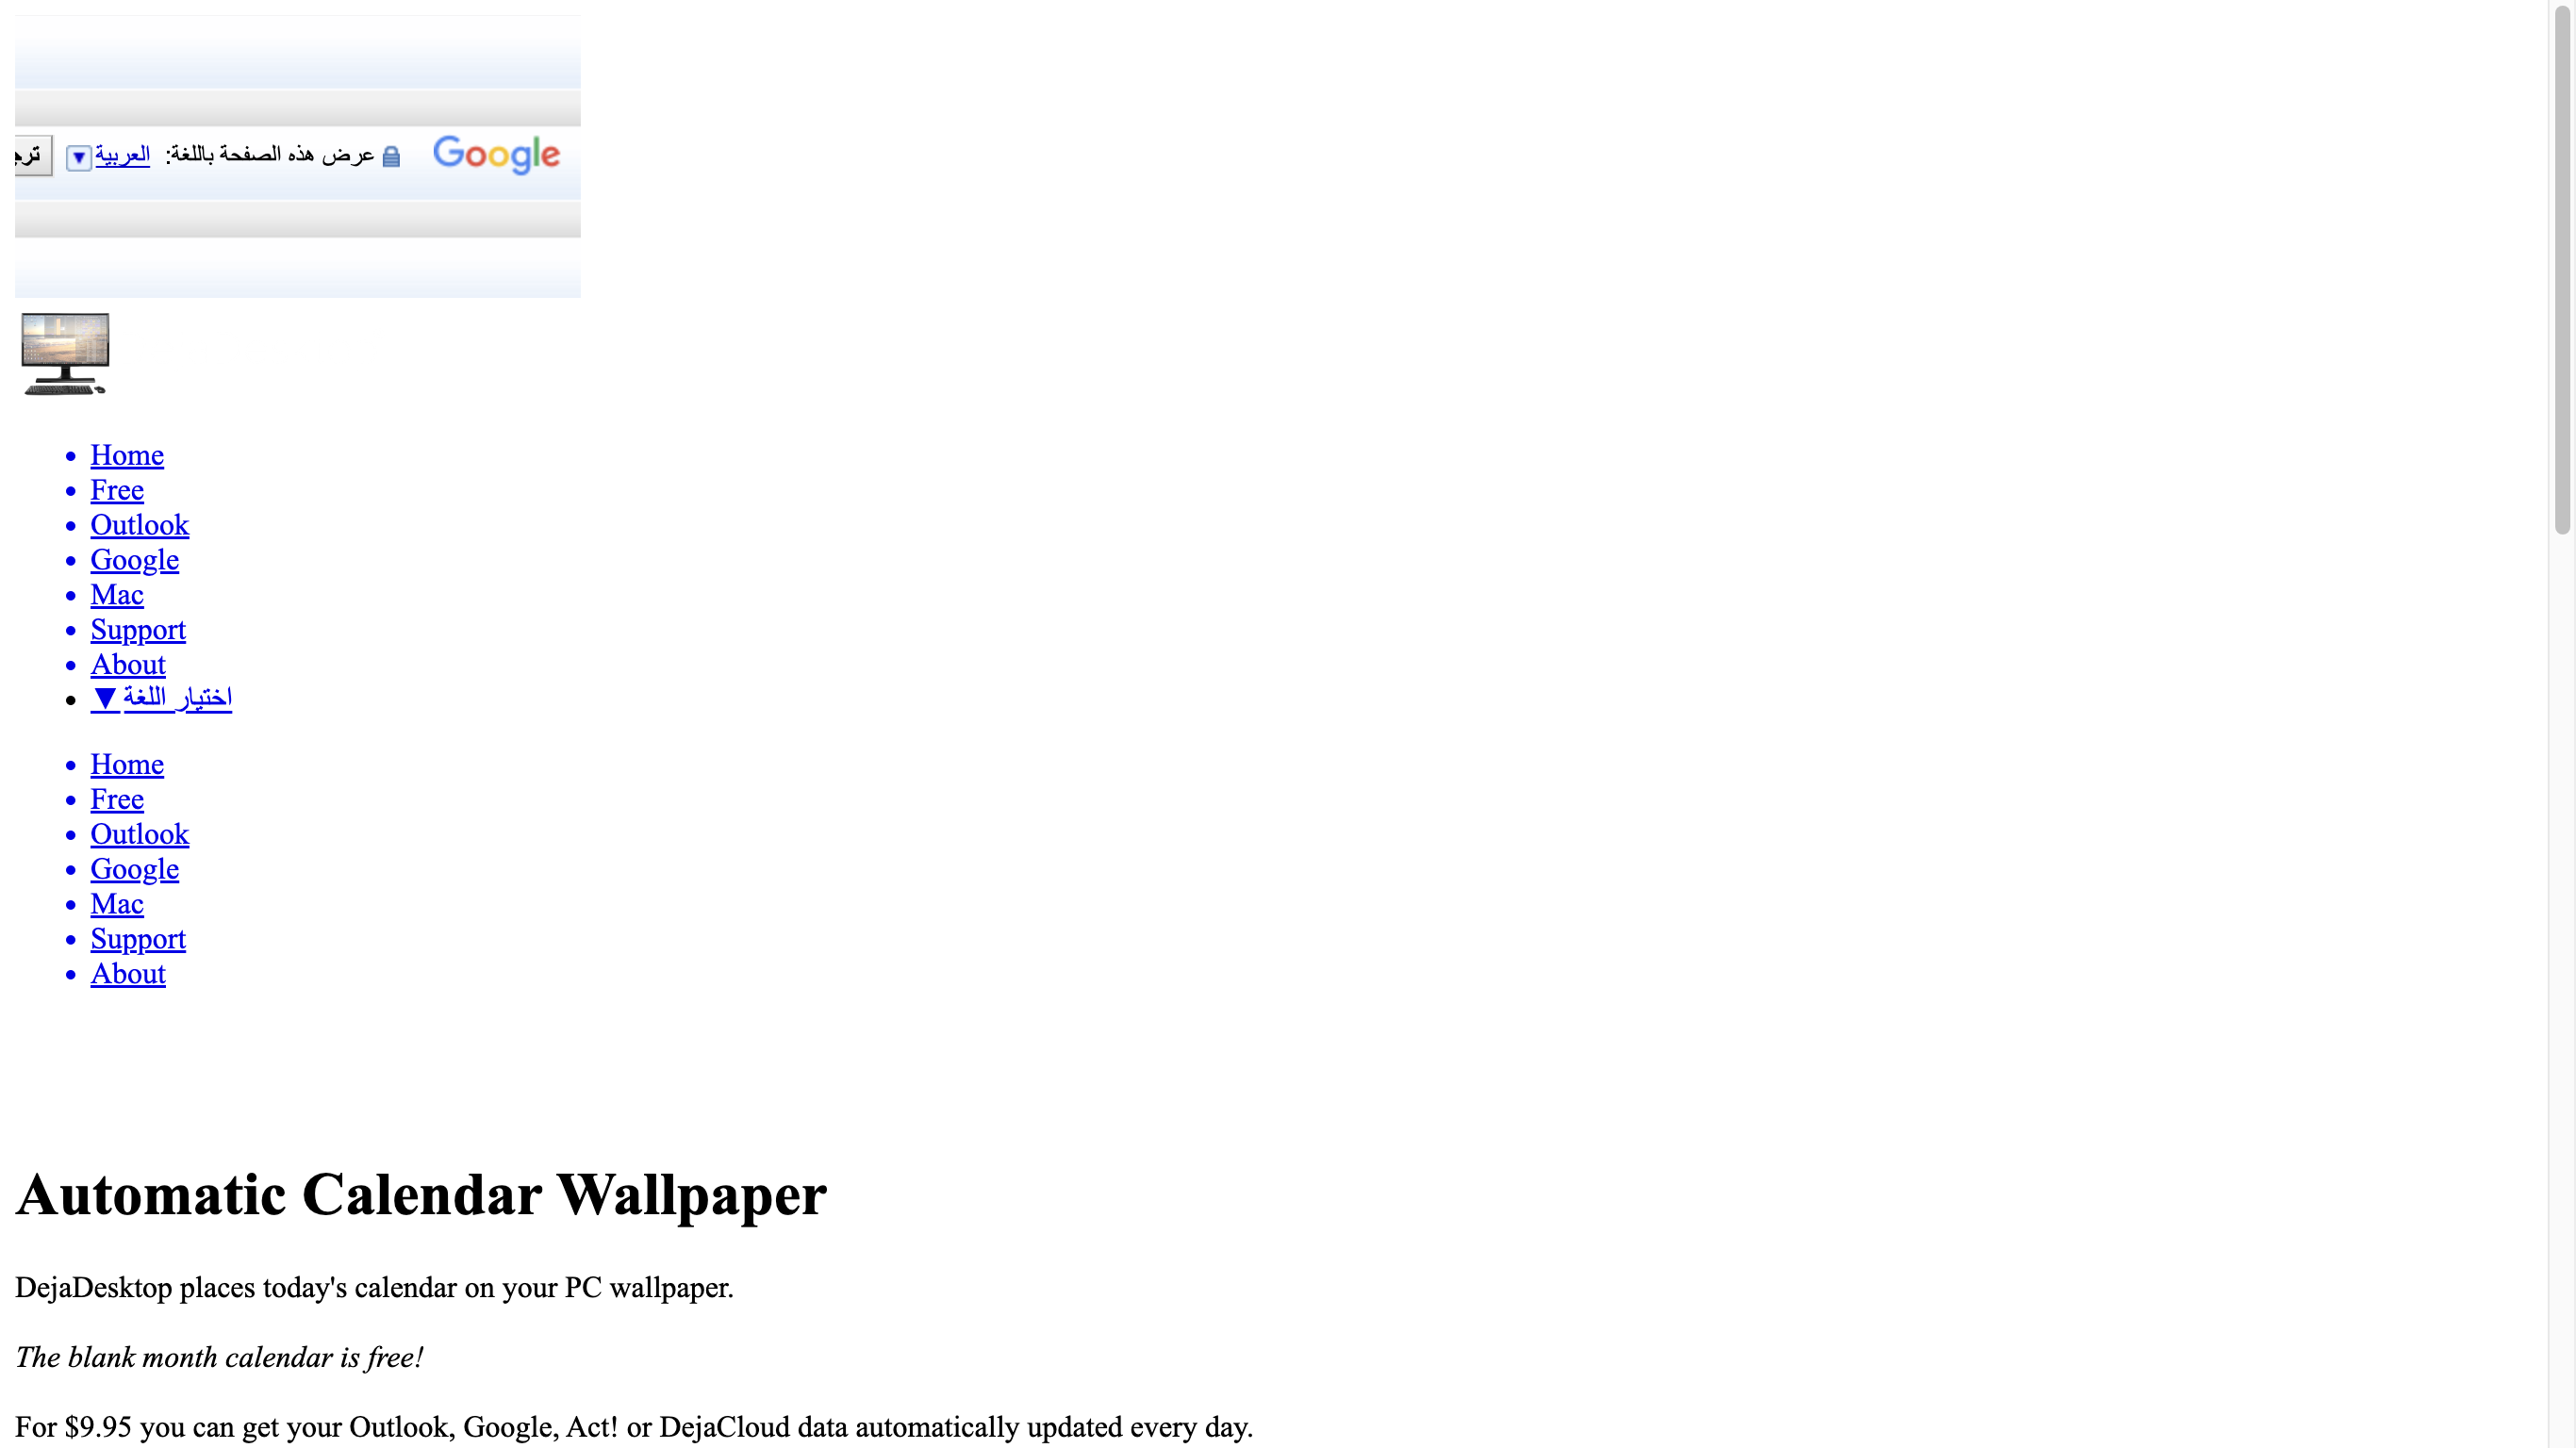 Google عرض هذه الصفحة باللغة: العربية ▼
Home
Free
Outlook
Google
Mac
Support
About
اختيار اللغة ▼
Home
Free
Outlook
Google
Mac
Support
About
Automatic Calendar Wallpaper
DejaDesktop places today's calendar on your PC wallpaper.
The blank month calendar is free!
For $9.95 you can get your Outlook, Google, Act! or DejaCloud data automatically updated every day.